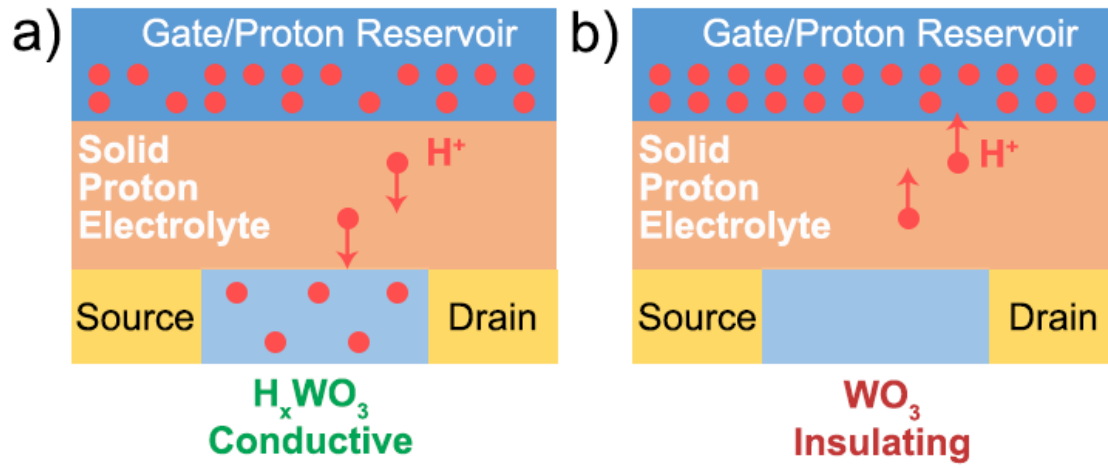 a)
Gate/Proton Reservoir
Solid
Proton
Electrolyte
H⁺
Source
Drain
HₓWO₃
Conductive
b)
Gate/Proton Reservoir
Solid
Proton
Electrolyte
H⁺
Source
Drain
WO₃
Insulating